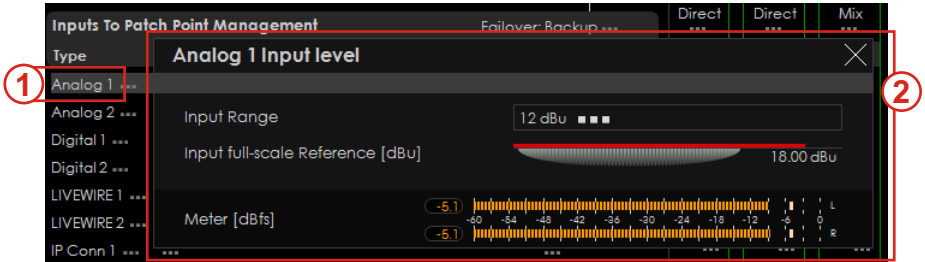 Direct Direct Mix
Inputs To Patch Point Management Failover: Backup ...
Type
Analog 1 Input level
1
Analog 1 ...
2
Analog 2 ...
Input Range 12 dBu ...
Digital 1 ...
Input full-scale Reference [dBu] 18.00 dBu
Digital 2 ...
LIVEWIRE 1 ...
-5.1 L
LIVEWIRE 2 ...
Meter [dBfs] -60 -54 -48 -42 -36 -30 -24 -18 -12 -6 0
-5.1 R
IP Conn 1 ...